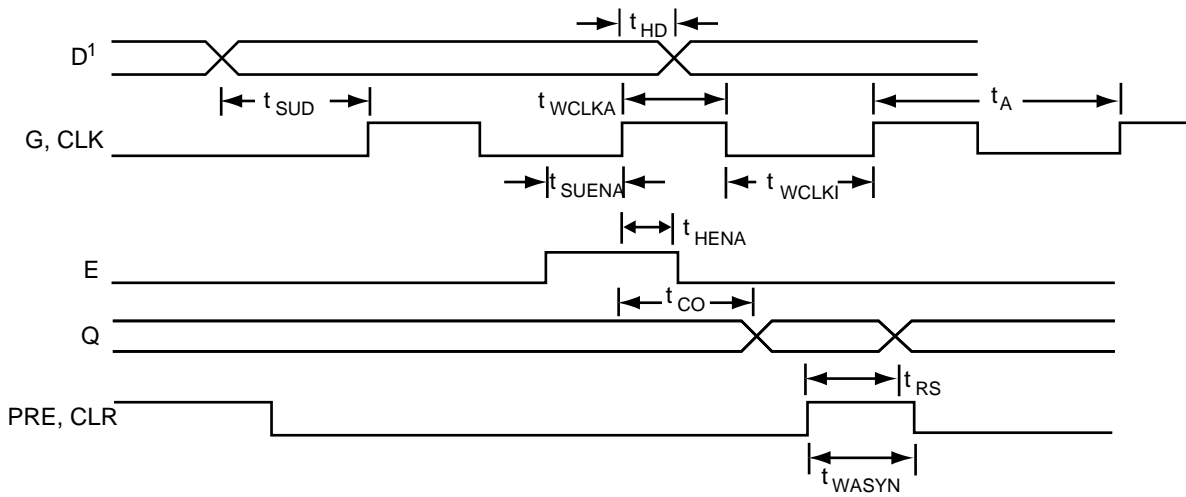 t HD
D1
t SUD
t WCLKA
t A
G, CLK
t SUENA
t WCLKI
t HENA
E
t CO
Q
t RS
PRE, CLR
t WASYN